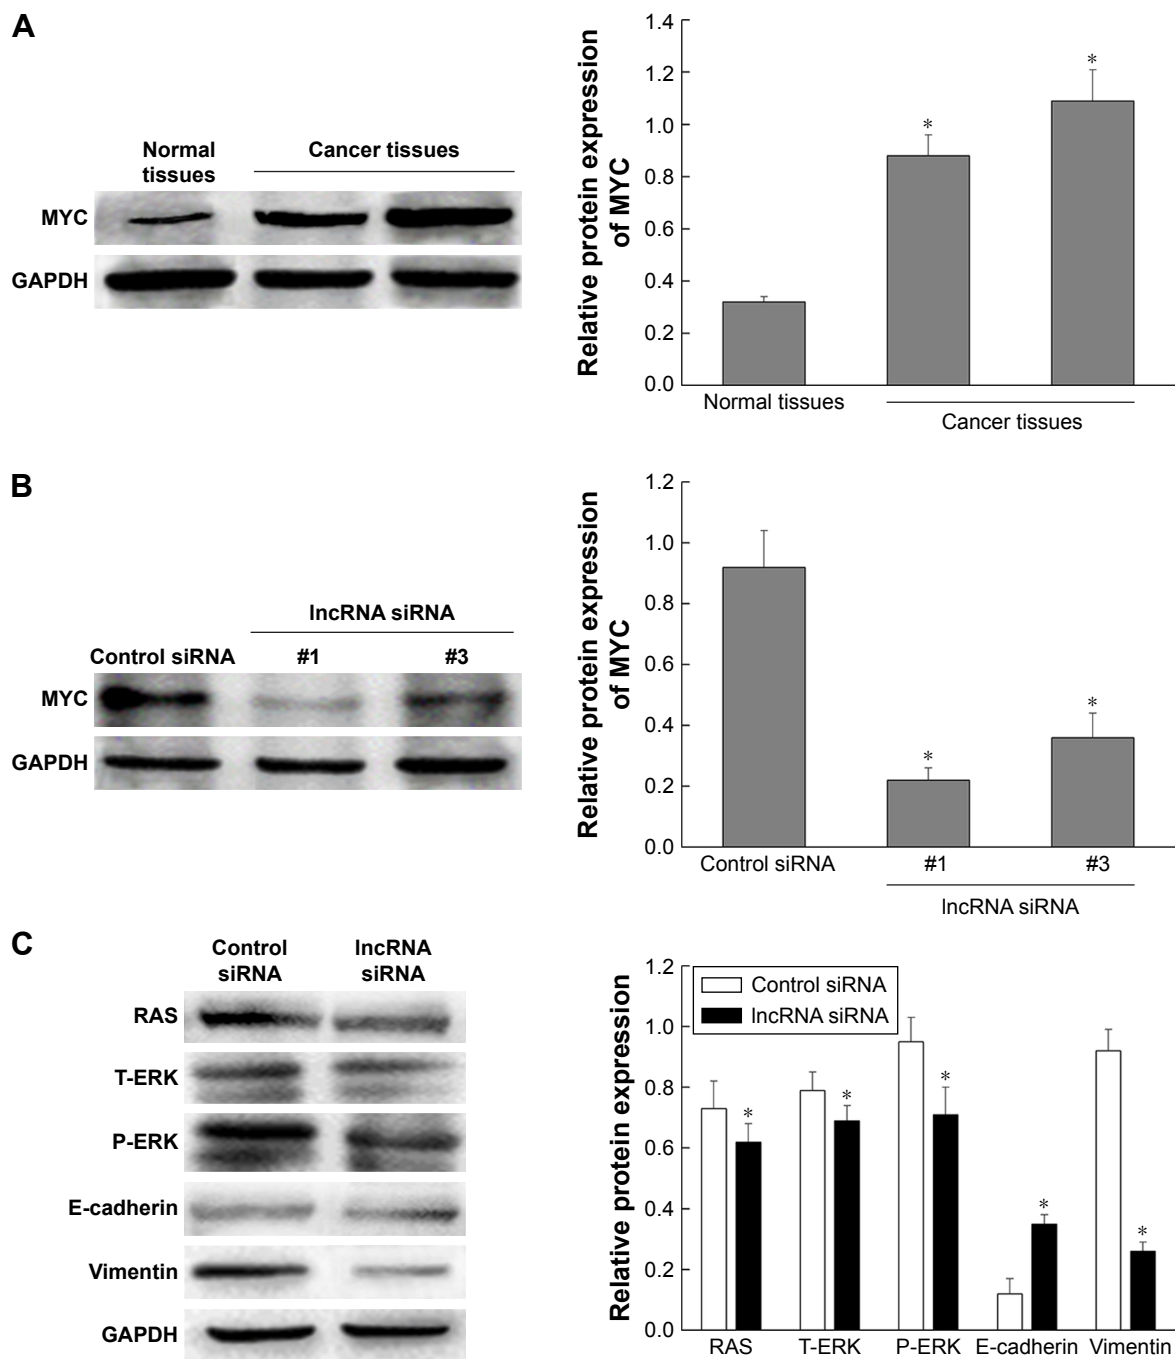 A
Normal
tissues
Cancer tissues
MYC
GAPDH
Relative protein expression
of MYC
1.4
1.2
1.0
0.8
0.6
0.4
0.2
0.0
*
*
Normal tissues
Cancer tissues
B
lncRNA siRNA
Control siRNA #1 #3
MYC
GAPDH
Relative protein expression
of MYC
1.2
1.0
0.8
0.6
0.4
0.2
0.0
*
*
Control siRNA #1 #3
lncRNA siRNA
C
Control
siRNA
lncRNA
siRNA
RAS
T-ERK
P-ERK
E-cadherin
Vimentin
GAPDH
Relative protein expression
1.2
1.0
0.8
0.6
0.4
0.2
0.0
Control siRNA
lncRNA siRNA
*
*
*
*
*
RAS T-ERK P-ERK E-cadherin Vimentin